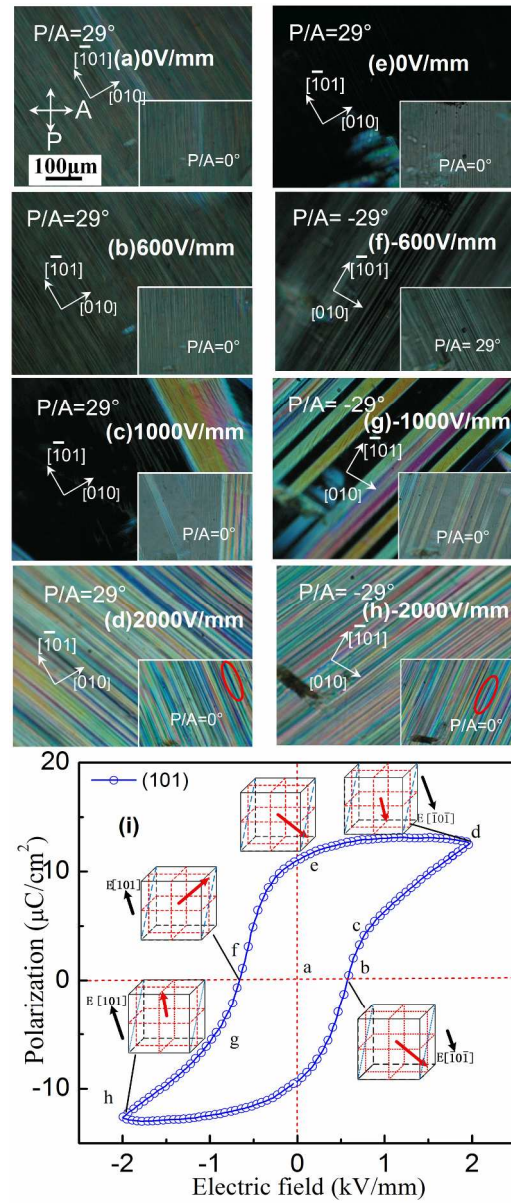 P/A=29°
[1̄01]
(a)0V/mm
[010]
A
P
100μm
P/A=0°
P/A=29°
(e)0V/mm
[1̄01]
[010]
P/A=0°
P/A=29°
(b)600V/mm
[1̄01]
[010]
P/A=0°
P/A= -29°
(f)-600V/mm
[1̄01]
[010]
P/A= 29°
P/A=29°
(c)1000V/mm
[1̄01]
[010]
P/A=0°
P/A= -29°
(g)-1000V/mm
[1̄01]
[010]
P/A=0°
P/A=29°
(d)2000V/mm
[1̄01]
[010]
P/A=0°
P/A= -29°
(h)-2000V/mm
[1̄01]
[010]
P/A=0°
(101)
(i)
E[1̄01̄]
d
e
E[101]
c
f
a
b
E[101]
g
E[1̄01̄]
h
20
10
0
-10
-2
-1
0
1
2
Polarization (μC/cm²)
Electric field (kV/mm)